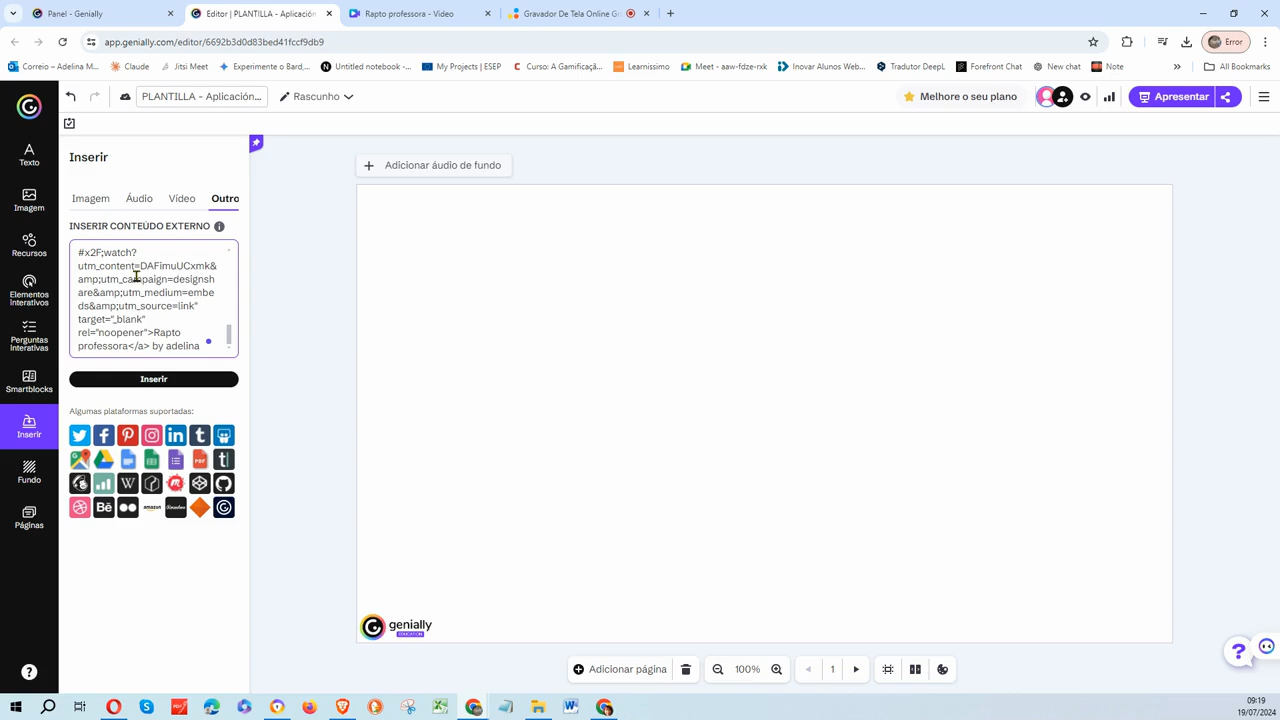 Panel - Genially
Editor | PLANTILLA - Aplicación
Rapto professora - Video
Gravador De Tela Online Gr
app.genially.com/editor/6692b3d0d83bed41fccf9db9
Error
Correio – Adelina M...
Claude
Jitsi Meet
Experimente o Bard,...
Untitled notebook -...
My Projects | ESEP
Curso: A Gamificaçã...
Learnissimo
Meet - aaw-fdze-rxk
Inovar Alunos Web...
Tradutor DeepL
Forefront Chat
New chat
Note
All Bookmarks
PLANTILLA - Aplicación...
Rascunho
Melhore o seu plano
Apresentar
Texto
Imagem
Recursos
Elementos
Interativos
Perguntas
Interativas
Smartblocks
Inserir
Fundo
Páginas
Inserir
Imagem
Áudio
Vídeo
Outro
INSERIR CONTEÚDO EXTERNO
#x2F;watch?
utm_content=DAFimuUCxmk&
amp;utm_campaign=designsh
are&amp;utm_medium=embe
ds&amp;utm_source=link"
target="_blank"
rel="noopener">Rapto
professora</a> by adelina
Inserir
Algumas plataformas suportadas:
Adicionar áudio de fundo
genially
EDUCATION
Adicionar página
00%
1
09:19
19/07/2024